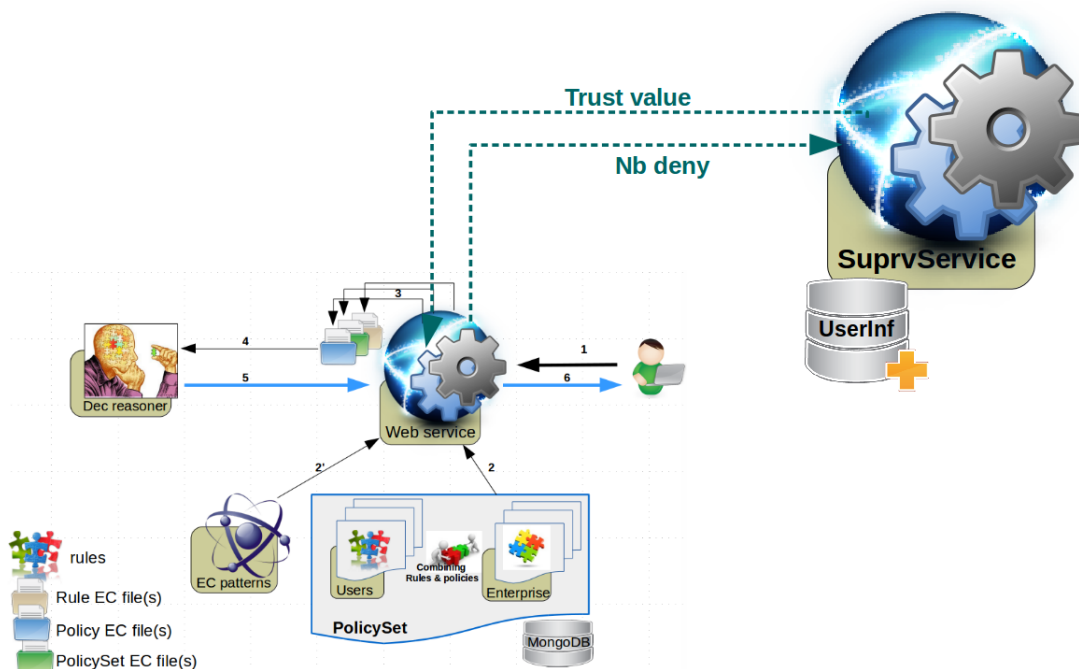 Trust value
Nb deny
SuprvService
UserInf
3
4
1
5
6
Dec reasoner
Web service
2'
2
EC patterns
Users
Combining
Rules & policies
Enterprise
PolicySet
MongoDB
rules
Rule EC file(s)
Policy EC file(s)
PolicySet EC file(s)